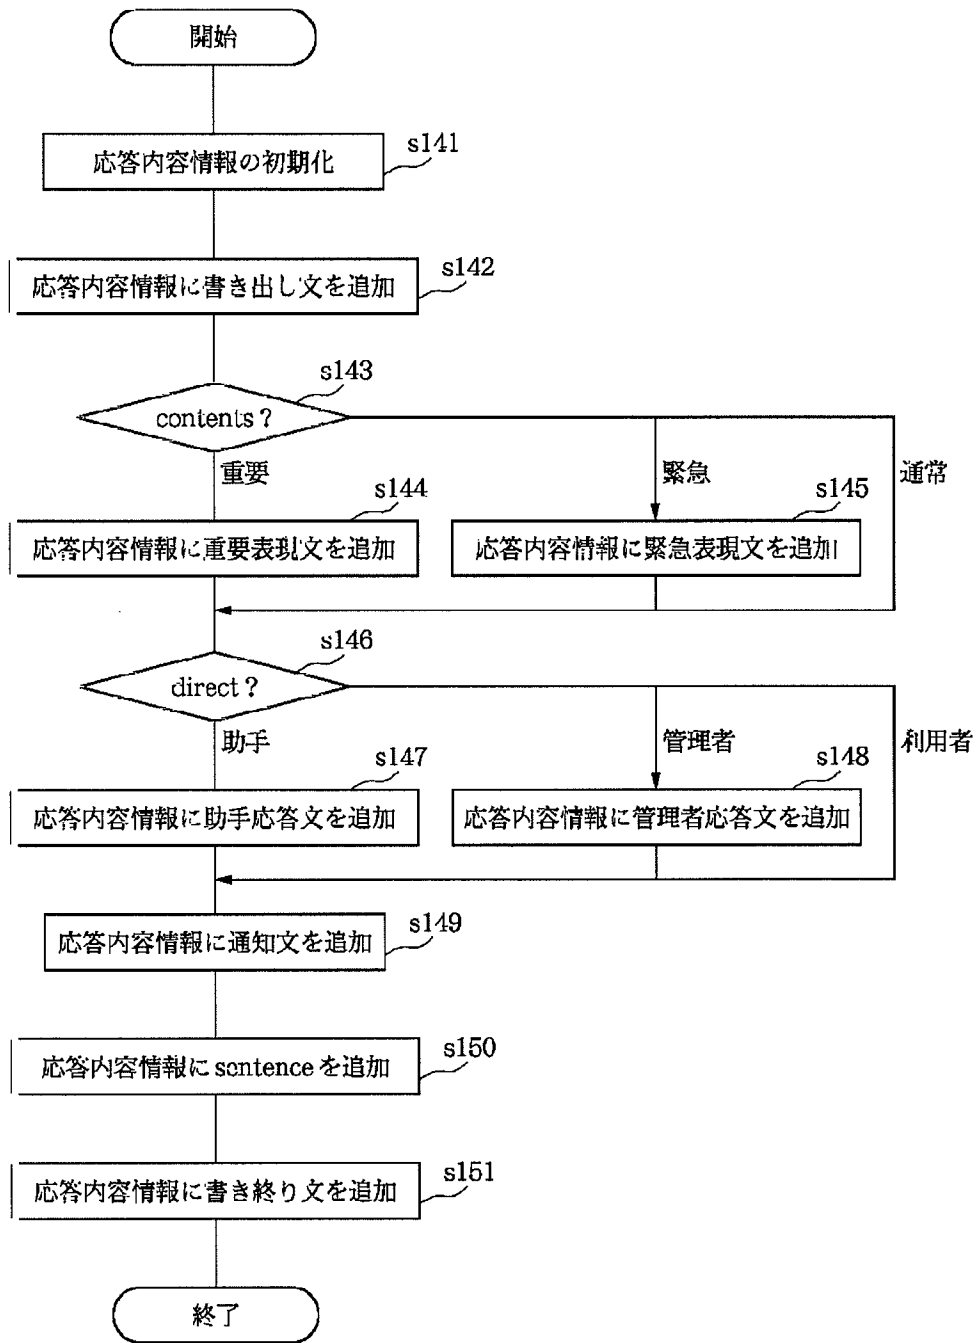 開始
s141
応答内容情報の初期化
s142
応答内容情報に書き出し文を追加
s143
contents?
重要
緊急
通常
s144
応答内容情報に重要表現文を追加
s145
応答内容情報に緊急表現文を追加
s146
direct?
助手
管理者
利用者
s147
応答内容情報に助手応答文を追加
s148
応答内容情報に管理者応答文を追加
s149
応答内容情報に通知文を追加
s150
応答内容情報にsentenceを追加
s151
応答内容情報に書き終り文を追加
終了